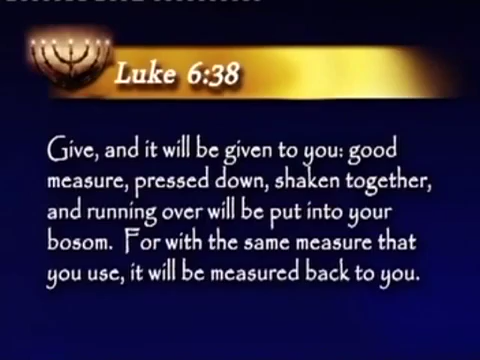 Luke 6:38
Give, and it will be given to you: good
measure, pressed down, shaken together,
and running over will be put into your
bosom. For with the same measure that
you use, it will be measured back to you.